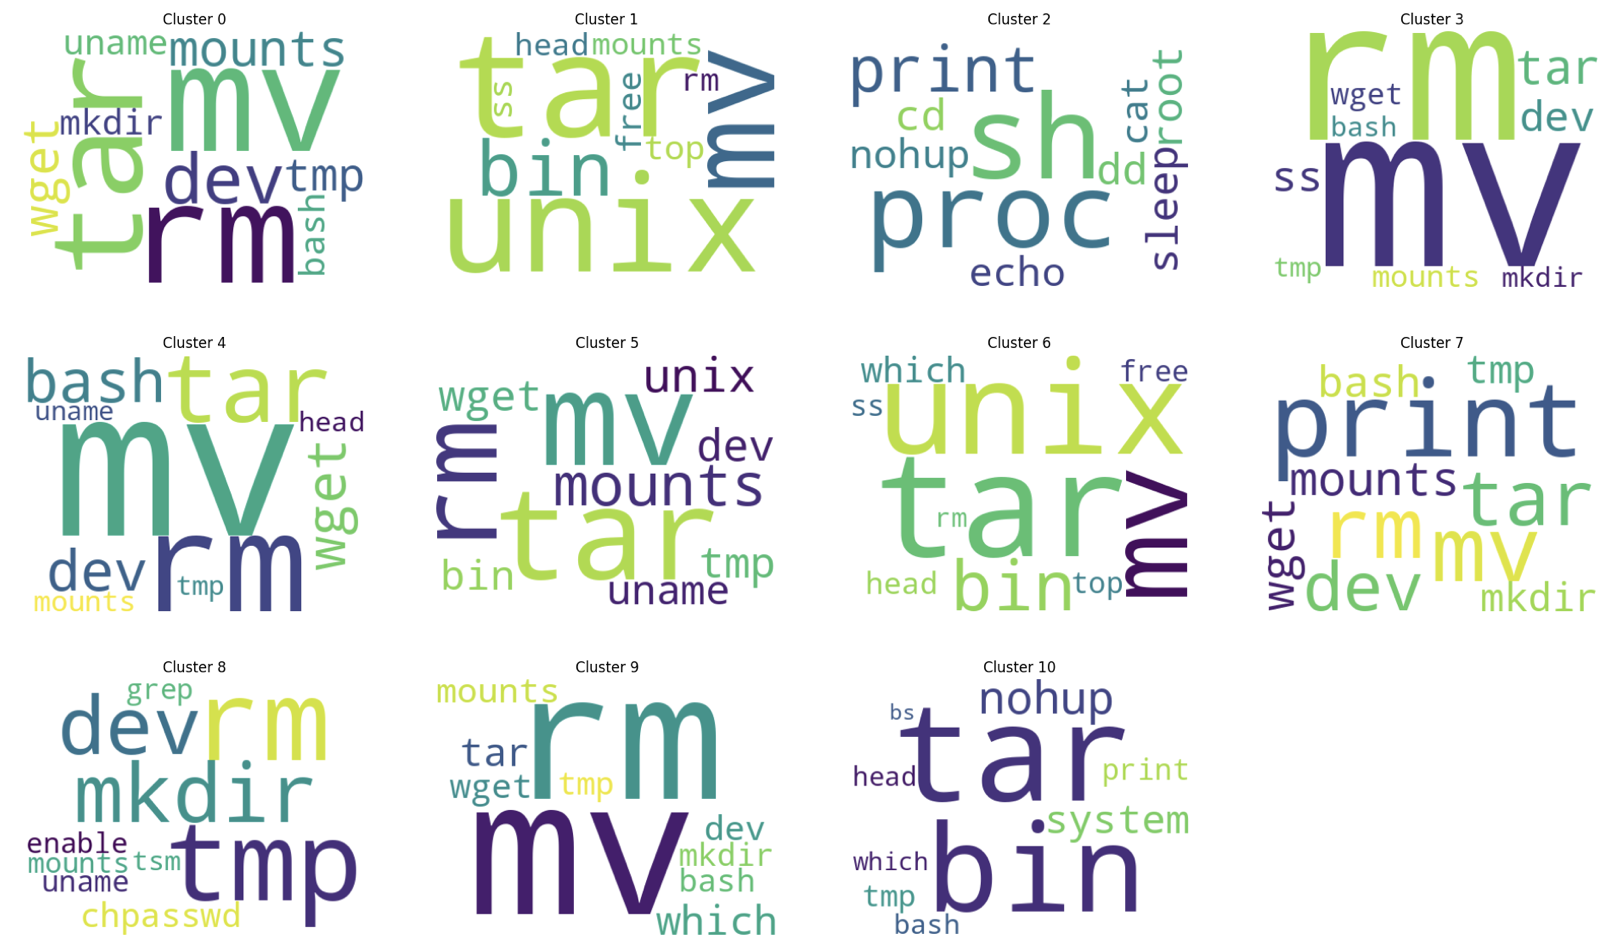 Cluster 0
uname
mounts
tar
mv
mkdir
wget
dev
tmp
rm
bash
Cluster 1
head
mounts
tar
ss
free
rm
mv
bin
top
unix
Cluster 2
print
cat
root
cd
sh
nohup
dd
sleep
proc
echo
Cluster 3
rm
tar
wget
bash
dev
ss
mv
tmp
mounts
mkdir
Cluster 4
bash
tar
uname
head
mv
wget
dev
rm
tmp
mounts
Cluster 5
unix
wget
mv
rm
dev
mounts
tar
bin
tmp
uname
Cluster 6
which
free
ss
unix
tar
rm
mv
head
bin
top
Cluster 7
bash
tmp
print
mounts
tar
wget
rm
mv
dev
mkdir
Cluster 8
grep
dev
rm
mkdir
enable
mounts
tsm
tmp
uname
chpasswd
Cluster 9
mounts
rm
tar
wget
tmp
mv
dev
mkdir
bash
which
Cluster 10
nohup
bs
tar
head
print
system
which
bin
tmp
bash